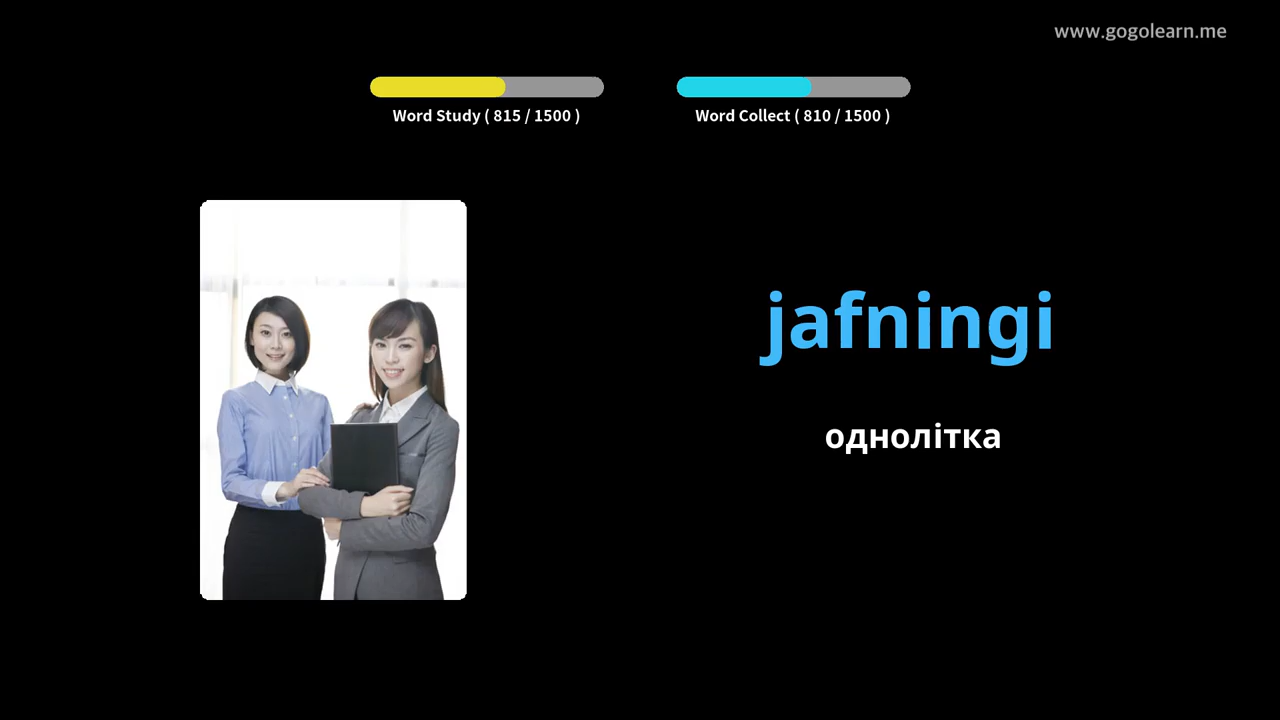 www.gogolearn.me
Word Study ( 815 / 1500 )
Word Collect ( 810 / 1500 )
jafningi
однолітка